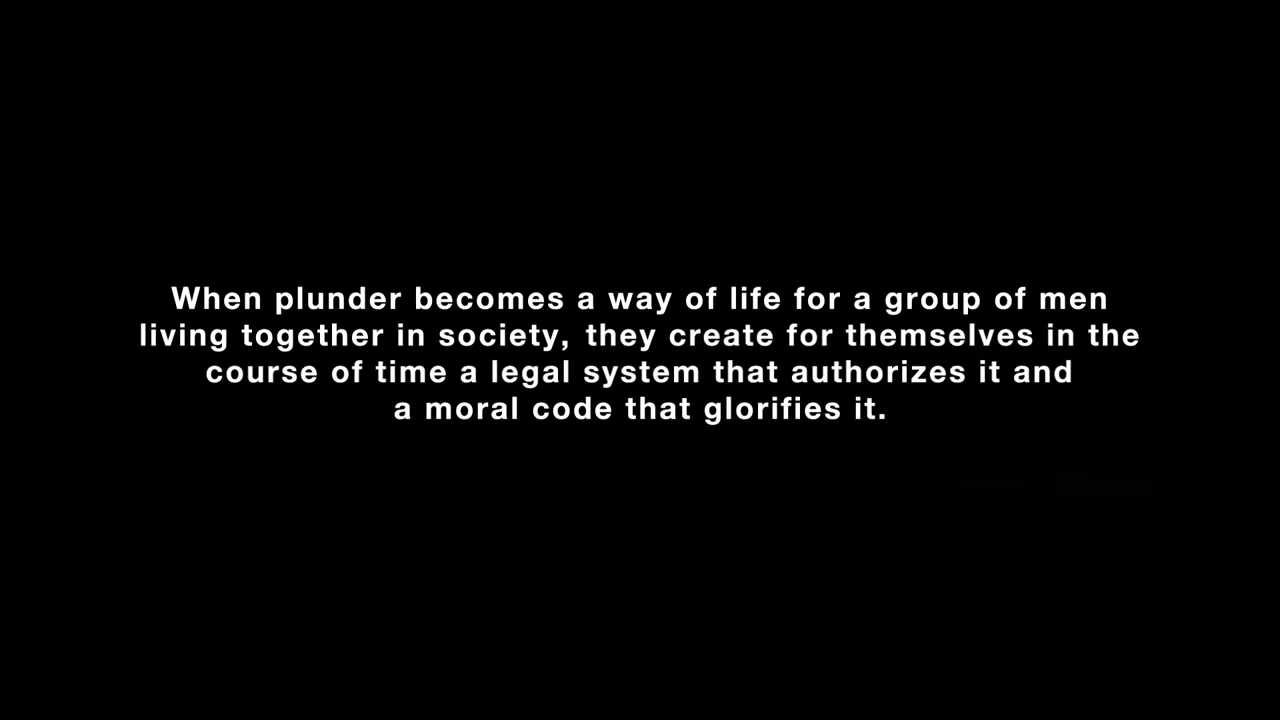 When plunder becomes a way of life for a group of men
living together in society, they create for themselves in the
course of time a legal system that authorizes it and
a moral code that glorifies it.